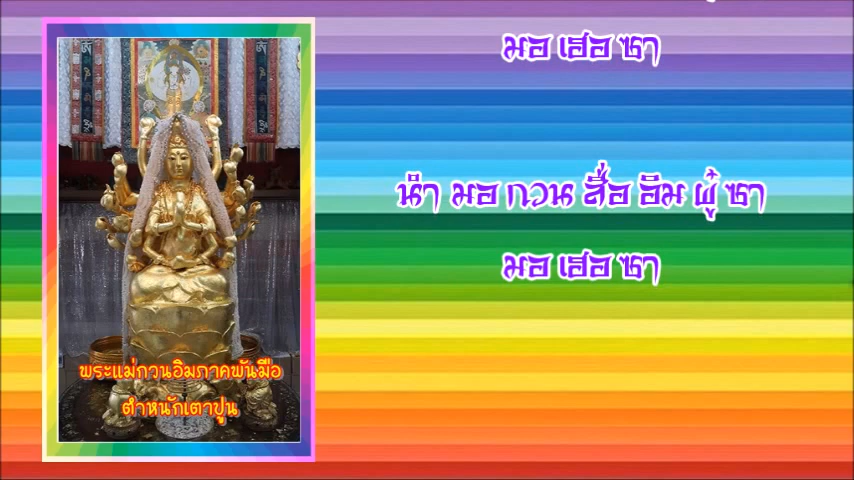 มอ เฮอ ซา
นำ มอ กวน สื่อ อิม ผู่ ซา
มอ เฮอ ซา
พระแม่กวนอิมภาคพันมือ
ตำหนักเตาปูน